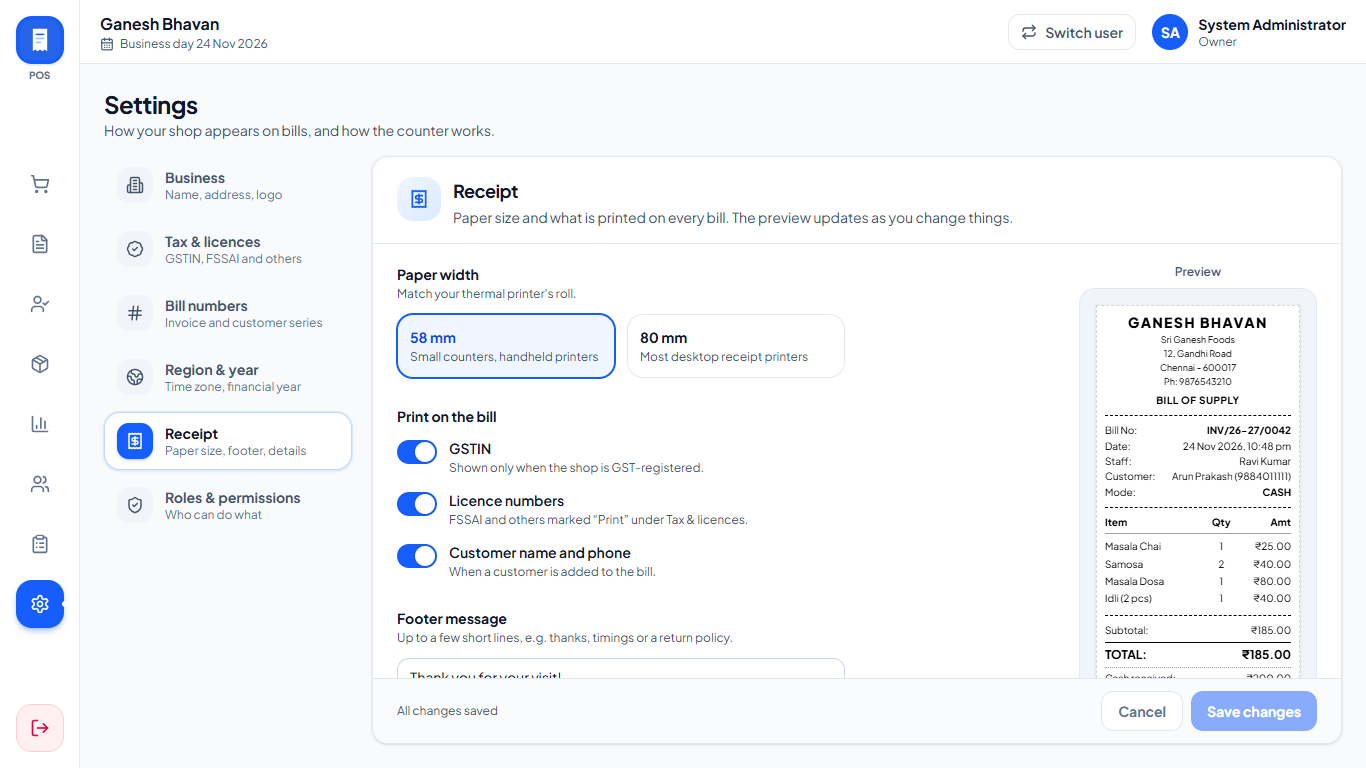 Ganesh Bhavan
Business day 24 Nov 2026
Switch user
SA
System Administrator
Owner
POS
Settings
How your shop appears on bills, and how the counter works.
Business
Name, address, logo
Tax & licences
GSTIN, FSSAI and others
Bill numbers
Invoice and customer series
Region & year
Time zone, financial year
Receipt
Paper size, footer, details
Roles & permissions
Who can do what
Receipt
Paper size and what is printed on every bill. The preview updates as you change things.
Paper width
Match your thermal printer's roll.
58 mm
Small counters, handheld printers
80 mm
Most desktop receipt printers
Print on the bill
GSTIN
Shown only when the shop is GST-registered.
Licence numbers
FSSAI and others marked “Print” under Tax & licences.
Customer name and phone
When a customer is added to the bill.
Footer message
Up to a few short lines, e.g. thanks, timings or a return policy.
Thank you for your visit!
Preview
GANESH BHAVAN
Sri Ganesh Foods
12, Gandhi Road
Chennai - 600017
Ph: 9876543210
BILL OF SUPPLY
Bill No: INV/26-27/0042
Date: 24 Nov 2026, 10:48 pm
Staff: Ravi Kumar
Customer: Arun Prakash (9884011111)
Mode: CASH
Item Qty Amt
Masala Chai 1 ₹25.00
Samosa 2 ₹40.00
Masala Dosa 1 ₹80.00
Idli (2 pcs) 1 ₹40.00
Subtotal: ₹185.00
TOTAL: ₹185.00
Cash received: ₹200.00
All changes saved
Cancel
Save changes